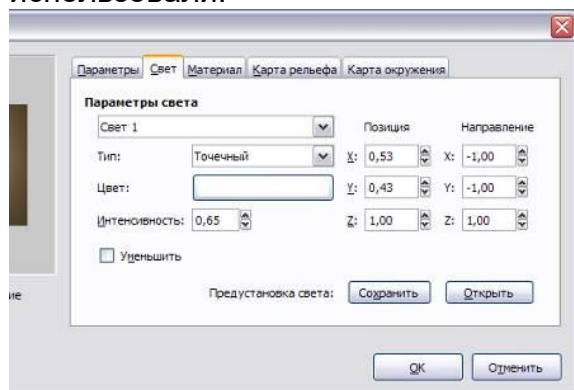 использовали.
Параметры Свет Материал Карта рельефа Карта окружения
Параметры света
Свет 1 Позиция Направление
Тип: Точечный X: 0,53 X: -1,00
Цвет: Y: 0,43 Y: -1,00
Интенсивность: 0,65 Z: 1,00 Z: 1,00
Уменьшить
ие Предустановка света: Сохранить Открыть
OK Отменить